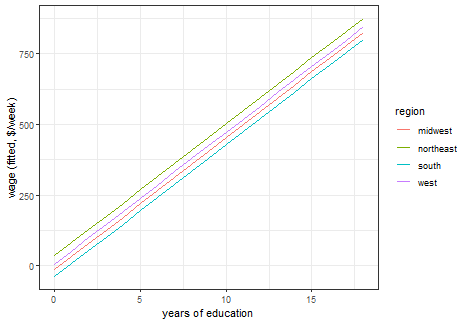 wage (fitted, $/week)
750
500
250
0
0
5
10
15
years of education
region
midwest
northeast
south
west